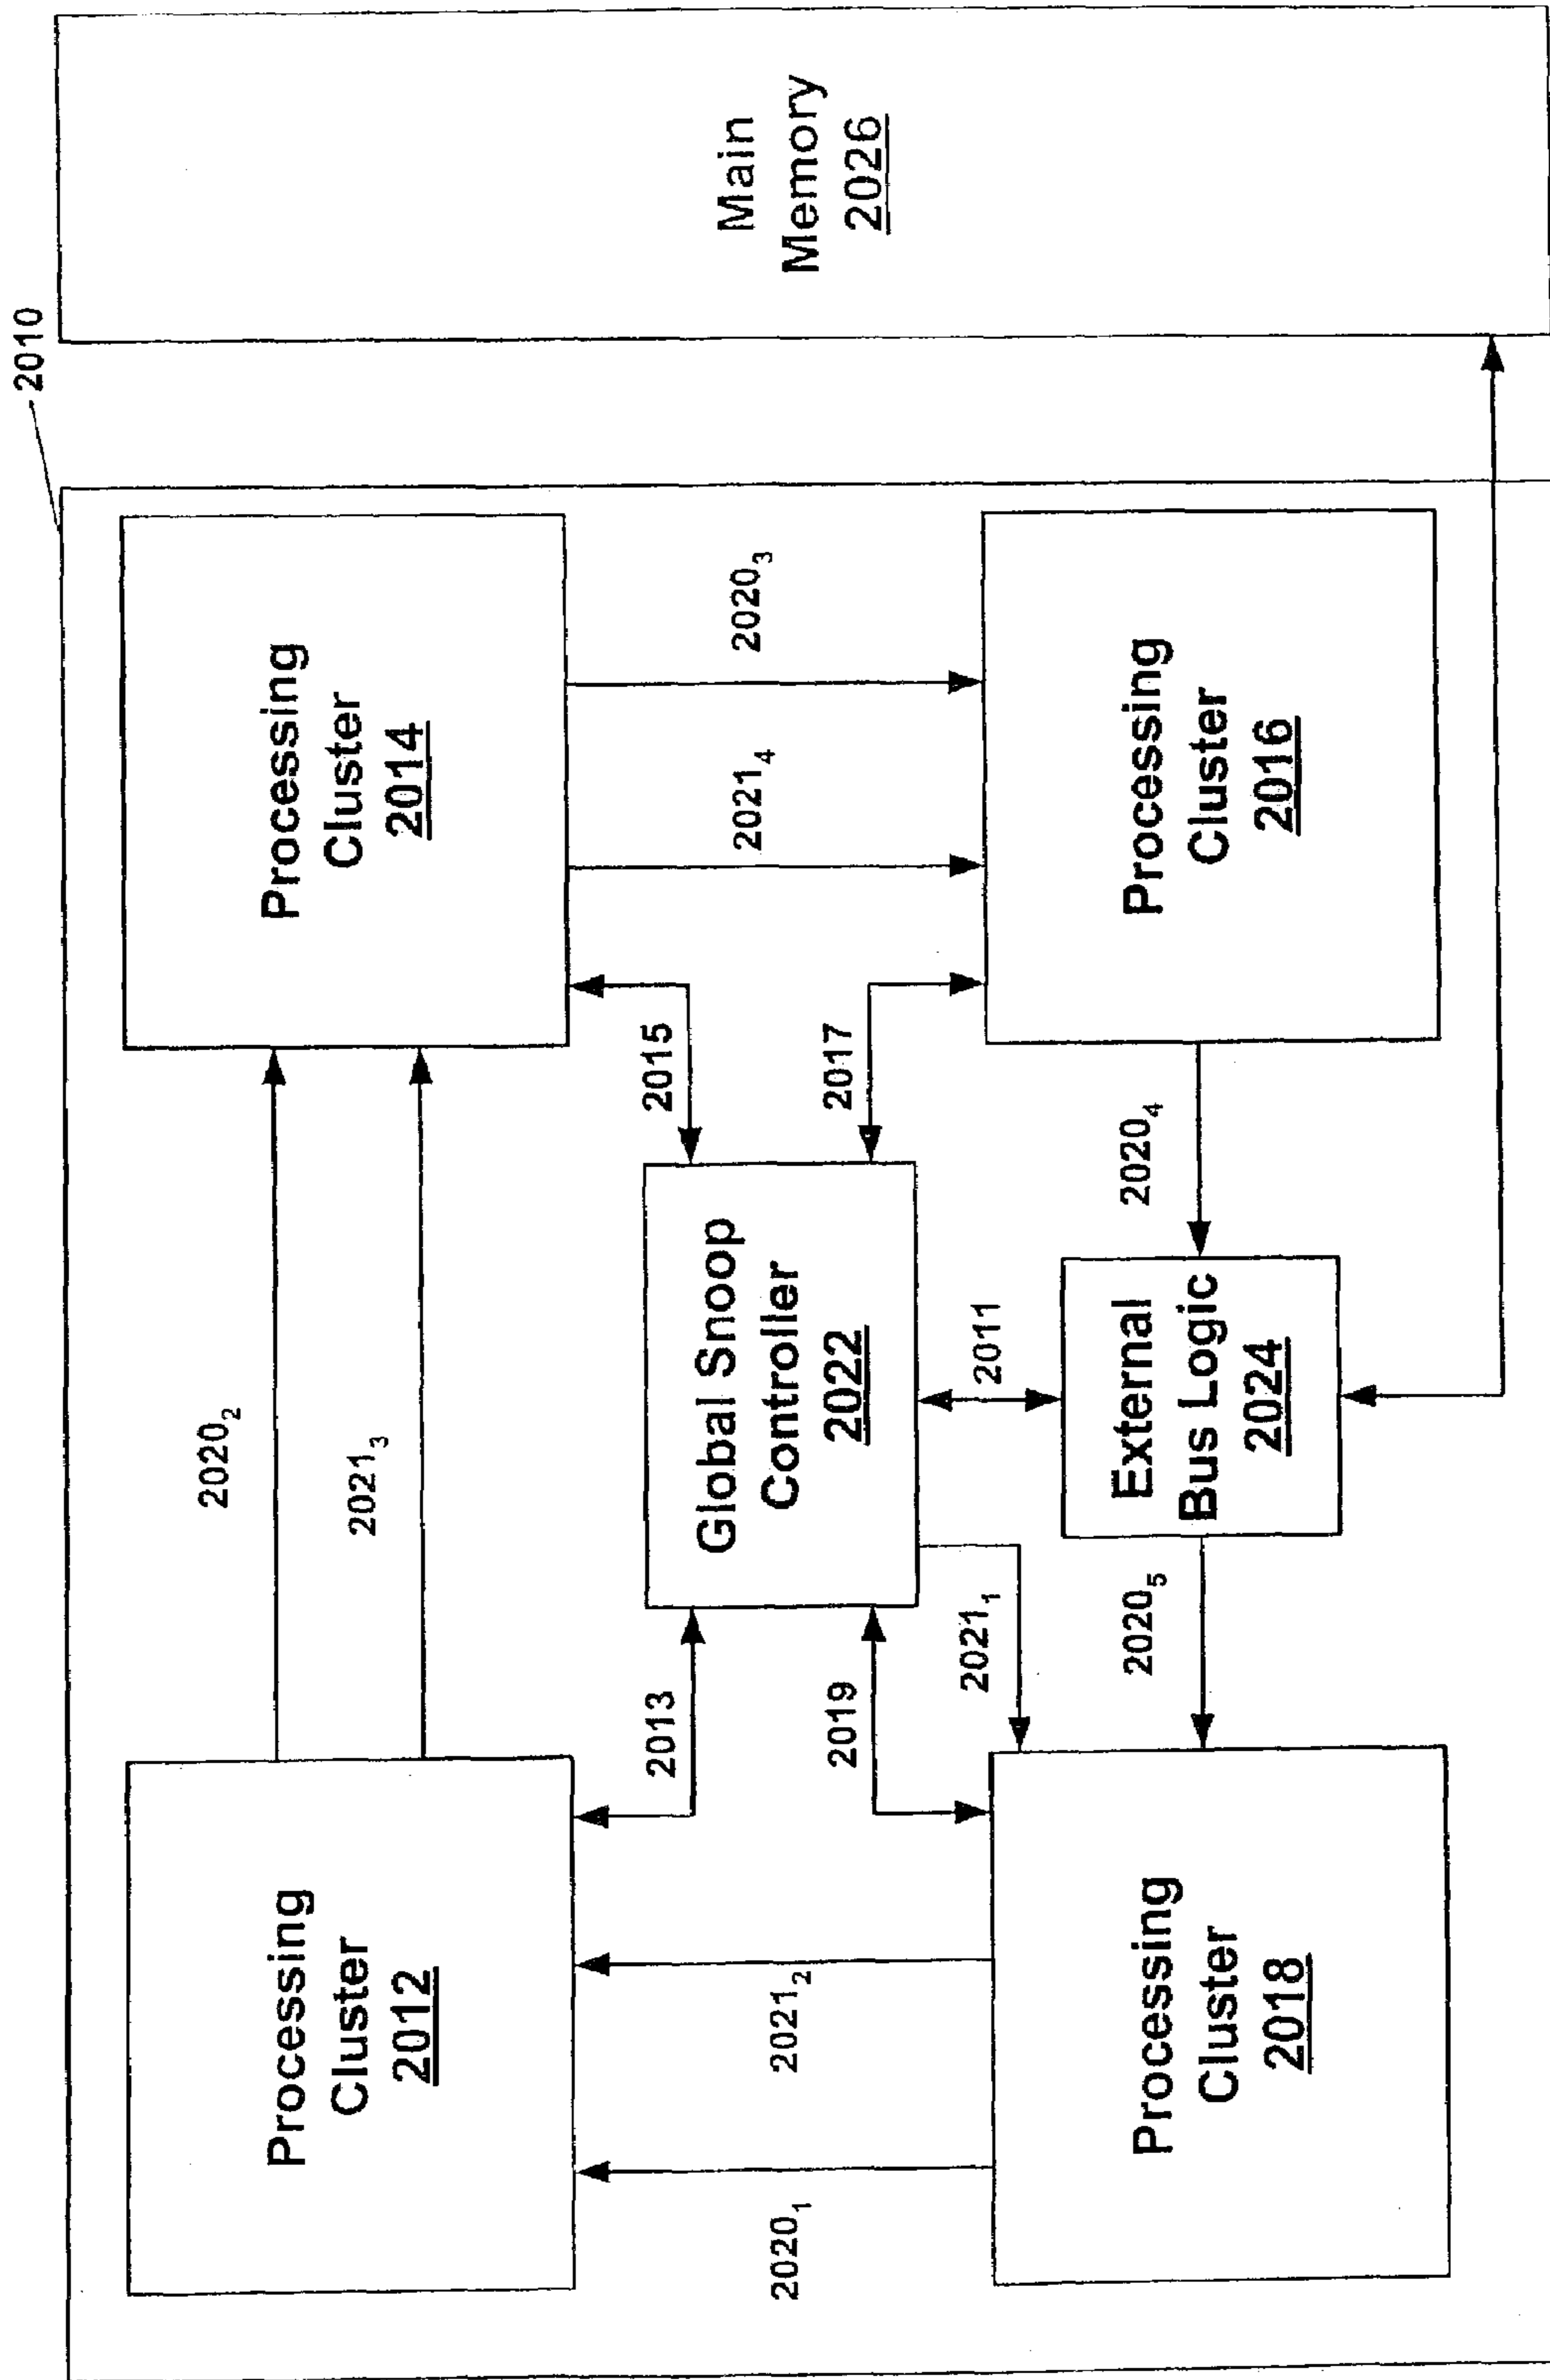 2010
Processing
Cluster
2012
2020₂
2021₃
Processing
Cluster
2014
Main
Memory
2026
2013
2015
2020₁
2021₂
Global Snoop
Controller
2022
2021₄
2020₃
2019
2017
2021₁
2011
Processing
Cluster
2018
2020₅
External
Bus Logic
2024
2020₄
Processing
Cluster
2016